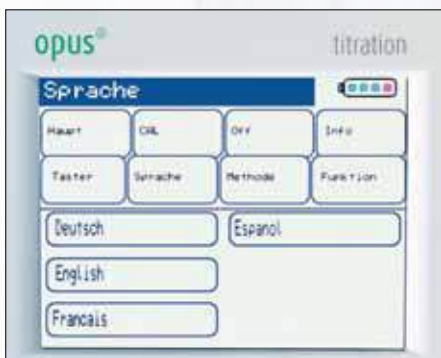 opus® titration
Sprache
Haupt CAL Off Info
Taster Sprache Methode Funktion
Deutsch Espanol
English
Francais